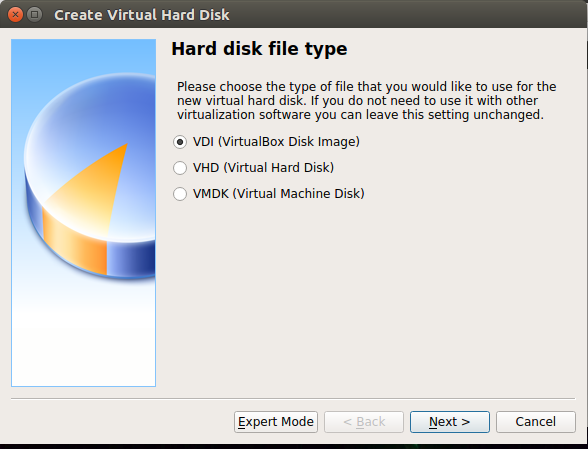 Create Virtual Hard Disk
Hard disk file type
Please choose the type of file that you would like to use for the
new virtual hard disk. If you do not need to use it with other
virtualization software you can leave this setting unchanged.
VDI (VirtualBox Disk Image)
VHD (Virtual Hard Disk)
VMDK (Virtual Machine Disk)
Expert Mode
< Back
Next >
Cancel